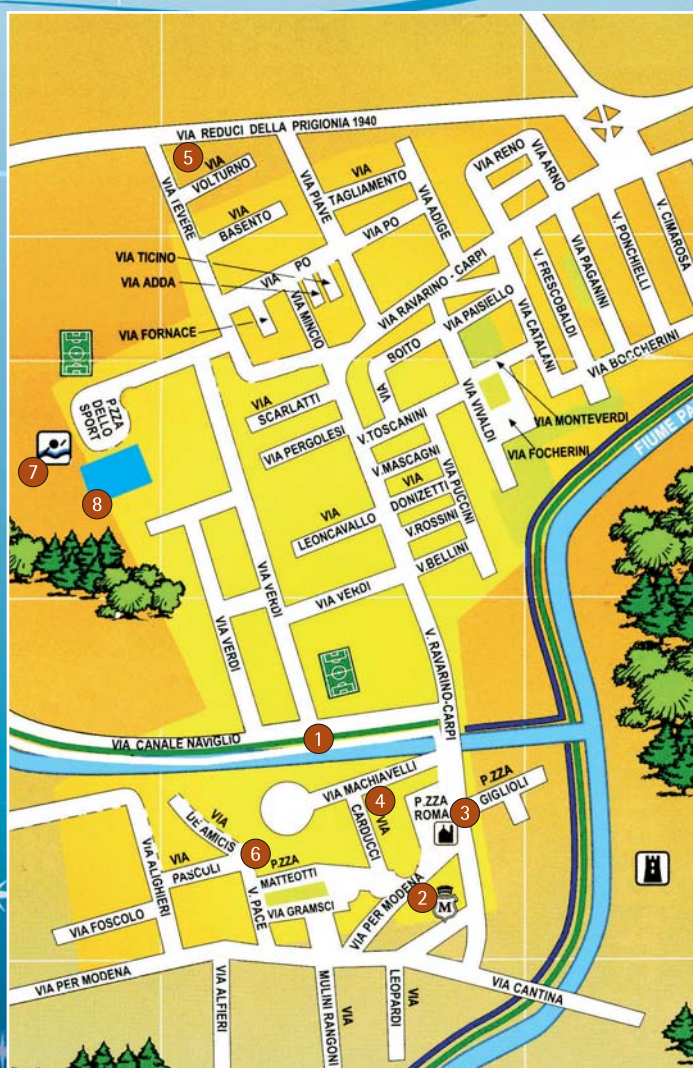 VIA REDUCI DELLA PRIGIONIA 1940
5
VIA
VOLTURNO
VIA TEVERE
VIA
BASENTO
VIA PIAVE
VIA
TAGLIAMENTO
VIA ADIGE
VIA PO
VIA RENO
VIA ARNO
VIA TICINO
VIA ADDA
VIA PO
VIA MINCIO
VIA FORNACE
VIA RAVARINO - CARPI
V. FRESCOBALDI
VIA PAGANINI
V. PONCHIELLI
V. CIMAROSA
VIA PAISIELLO
VIA CATALANI
VIA BOCCHERINI
VIA
BOITO
P.ZZA
DELLO
SPORT
VIA
SCARLATTI
VIA PERGOLESI
V.TOSCANINI
VIA VIVALDI
VIA MONTEVERDI
VIA FOCHERINI
FIUME PA
7
8
V.MASCAGNI
VIA
DONIZETTI
VIA PUCCINI
VIA
LEONCAVALLO
V.ROSSINI
V.BELLINI
VIA VERDI
VIA VERDI
VIA VERDI
V. RAVARINO-CARPI
VIA CANALE NAVIGLIO
1
VIA MACHIAVELLI
4
P.ZZA
ROMA
3
P.ZZA
GIGLIOLI
VIA
CARDUCCI
VIA
DE AMICIS
6
VIA
PASCOLI
P.ZZA
MATTEOTTI
VIA ALIGHIERI
V. PACE
VIA GRAMSCI
VIA PER MODENA
2
M
VIA FOSCOLO
VIA PER MODENA
VIA ALFIERI
VIA
MULINI RANGONI
VIA
LEOPARDI
VIA CANTINA